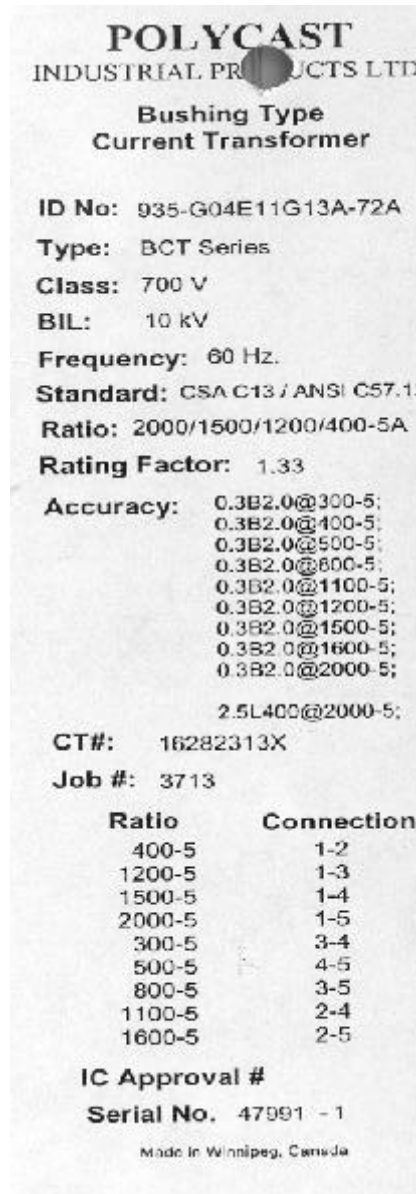 POLYCAST
INDUSTRIAL PR UCTS LTD
Bushing Type
Current Transformer
ID No: 935-G04E11G13A-72A
Type: BCT Series
Class: 700 V
BIL: 10 kV
Frequency: 60 Hz.
Standard: CSA C13 / ANSI C57.1
Ratio: 2000/1500/1200/400-5A
Rating Factor: 1.33
Accuracy: 0.3B2.0@300-5;
0.3B2.0@400-5;
0.3B2.0@500-5;
0.3B2.0@800-5;
0.3B2.0@1100-5;
0.3B2.0@1200-5;
0.3B2.0@1500-5;
0.3B2.0@1600-5;
0.3B2.0@2000-5;
2.5L400@2000-5;
CT#: 16282313X
Job #: 3713
Ratio Connection
400-5 1-2
1200-5 1-3
1500-5 1-4
2000-5 1-5
300-5 3-4
500-5 4-5
800-5 3-5
1100-5 2-4
1600-5 2-5
IC Approval #
Serial No. 47991 - 1
Made in Winnipeg, Canada